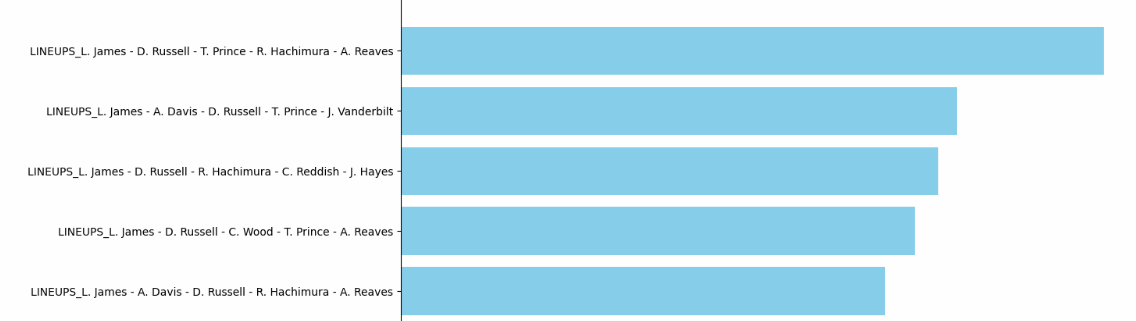 LINEUPS_L. James - D. Russell - T. Prince - R. Hachimura - A. Reaves
LINEUPS_L. James - A. Davis - D. Russell - T. Prince - J. Vanderbilt
LINEUPS_L. James - D. Russell - R. Hachimura - C. Reddish - J. Hayes
LINEUPS_L. James - D. Russell - C. Wood - T. Prince - A. Reaves
LINEUPS_L. James - A. Davis - D. Russell - R. Hachimura - A. Reaves